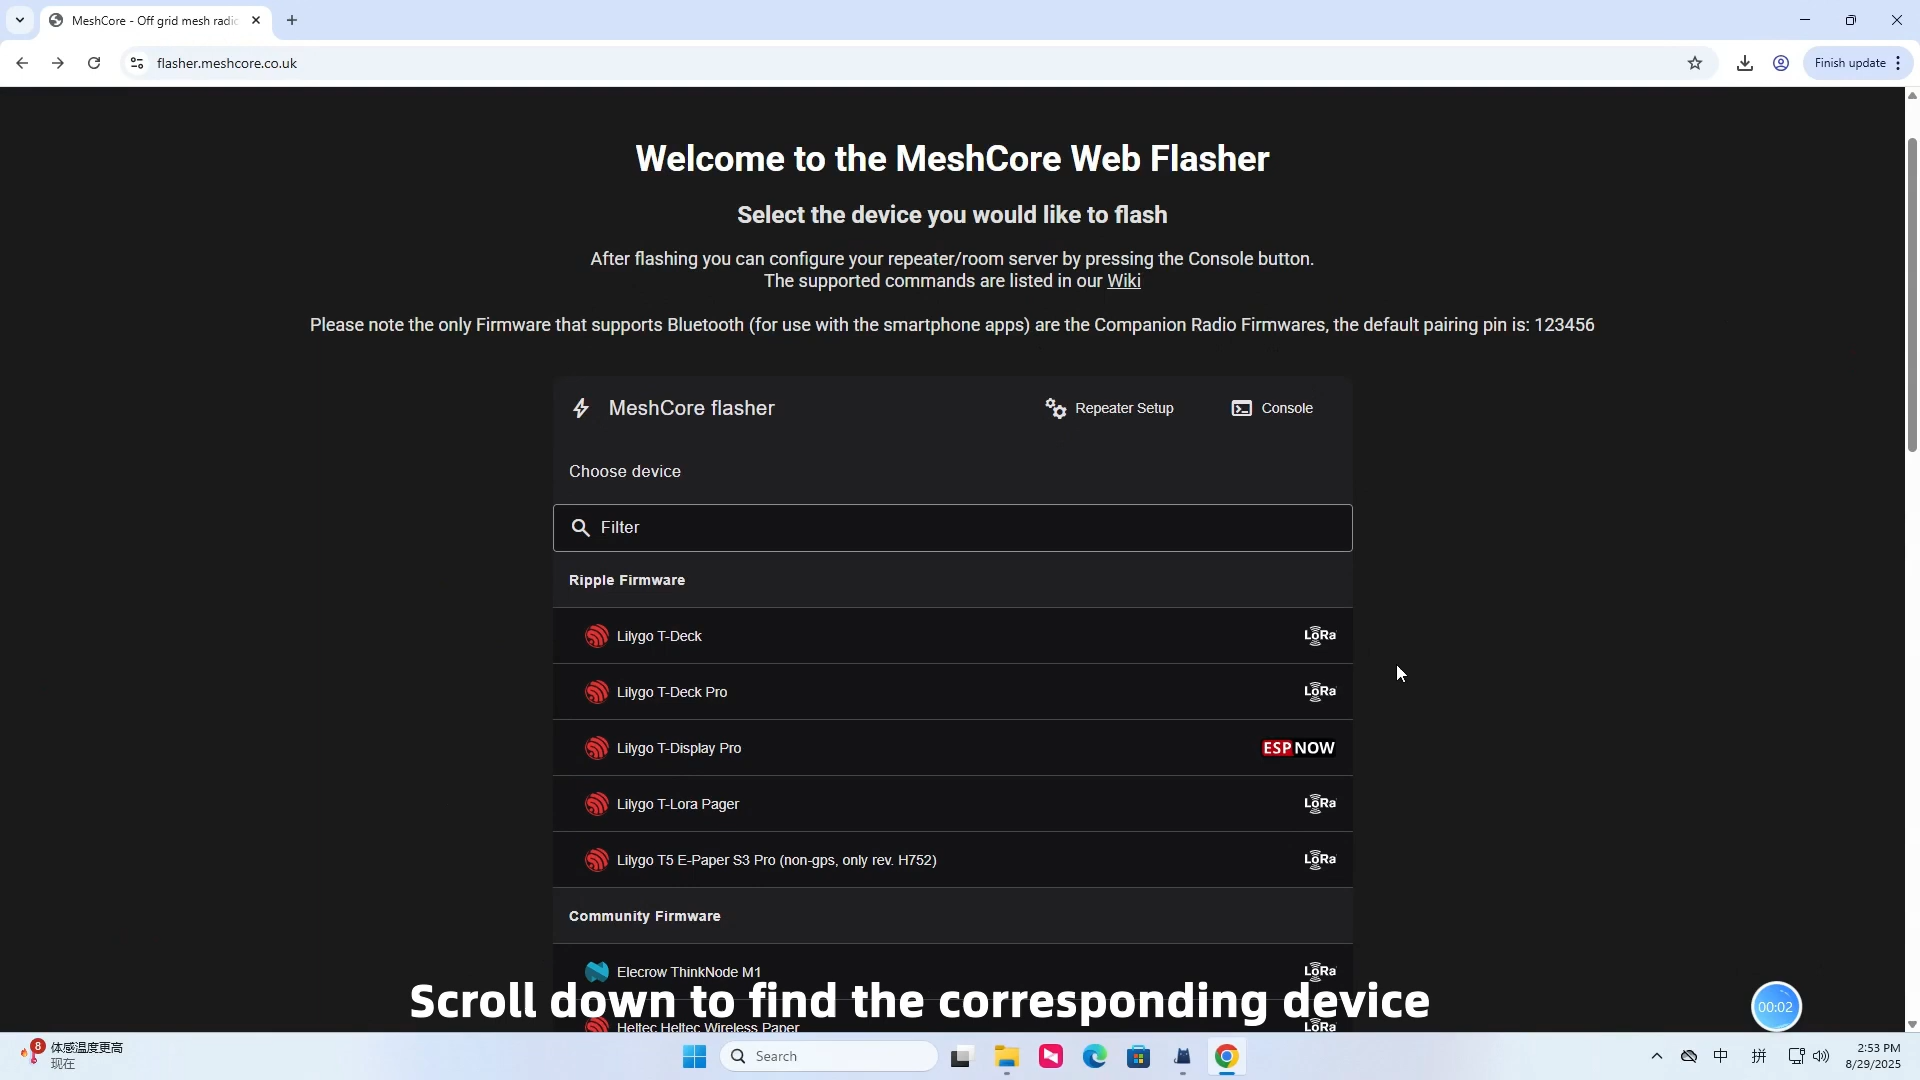 MeshCore - Off grid mesh radio
flasher.meshcore.co.uk
Finish update
Welcome to the MeshCore Web Flasher
Select the device you would like to flash
After flashing you can configure your repeater/room server by pressing the Console button.
The supported commands are listed in our Wiki
Please note the only Firmware that supports Bluetooth (for use with the smartphone apps) are the Companion Radio Firmwares, the default pairing pin is: 123456
MeshCore flasher
Repeater Setup
Console
Choose device
Filter
Ripple Firmware
Lilygo T-Deck
LoRa
Lilygo T-Deck Pro
LoRa
Lilygo T-Display Pro
ESP NOW
Lilygo T-Lora Pager
LoRa
Lilygo T5 E-Paper S3 Pro (non-gps, only rev. H752)
LoRa
Community Firmware
Elecrow ThinkNode M1
LoRa
Scroll down to find the corresponding device
00:02
Heltec Heltec Wireless Paper
LoRa
8
体感温度更高
现在
Search
中
拼
2:53 PM
8/29/2025